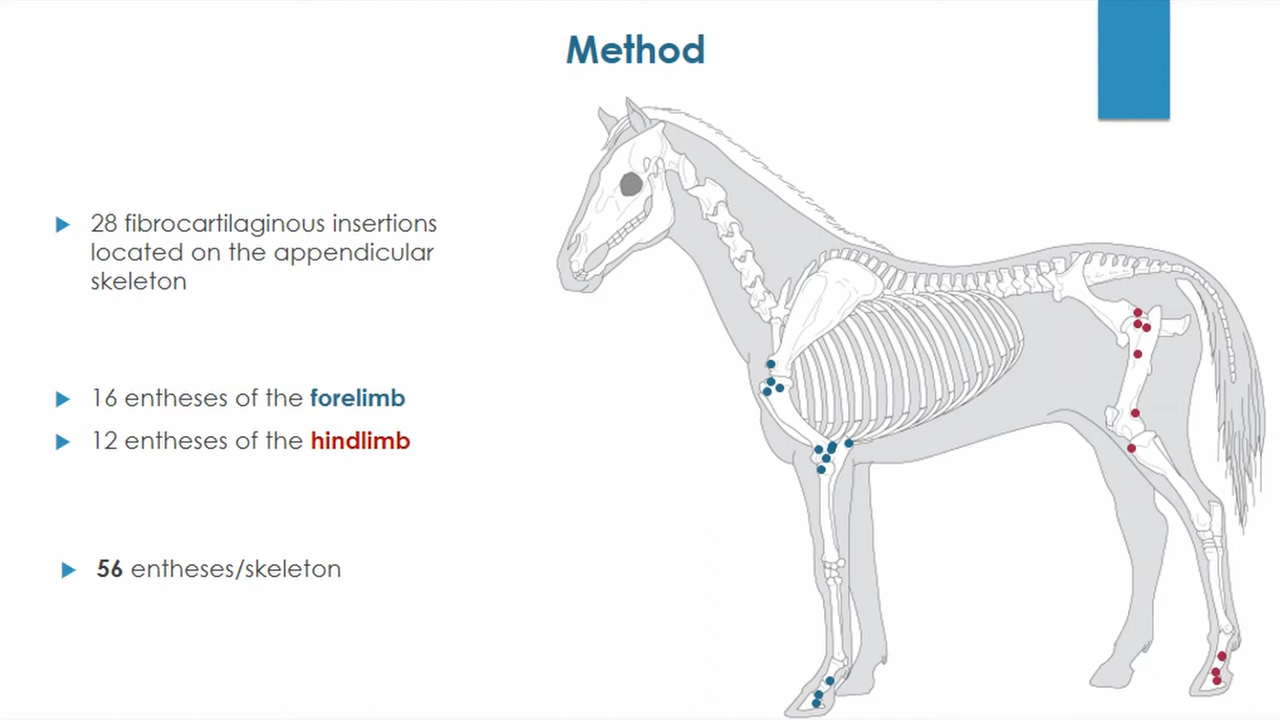 Method
28 fibrocartilaginous insertions
located on the appendicular
skeleton
16 entheses of the forelimb
12 entheses of the hindlimb
56 entheses/skeleton